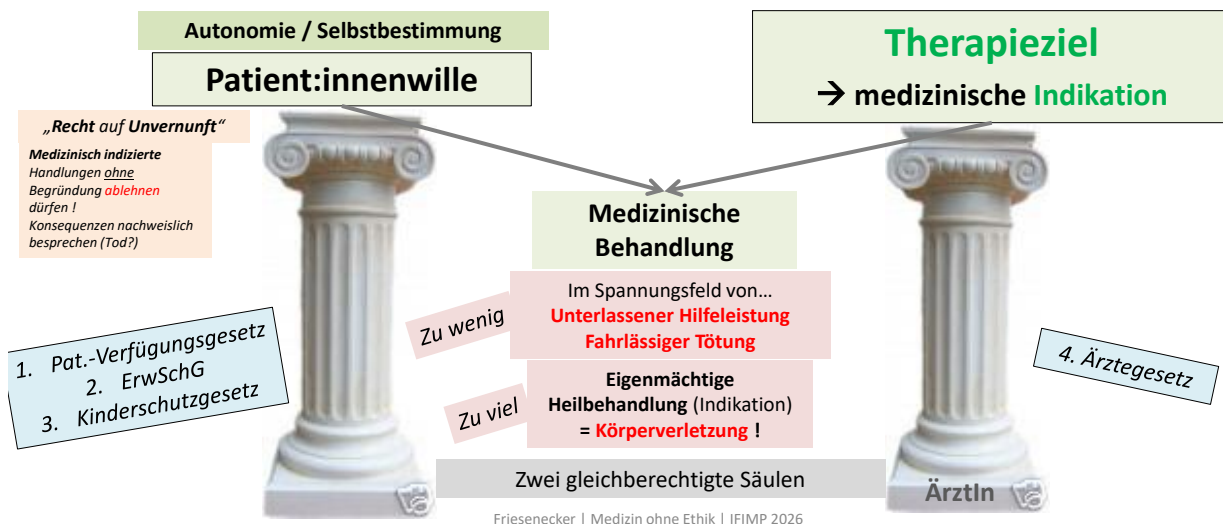 Autonomie / Selbstbestimmung
Patient:innenwille
Therapieziel
→ medizinische Indikation
„Recht auf Unvernunft“
Medizinisch indizierte
Handlungen ohne
Begründung ablehnen
dürfen !
Konsequenzen nachweislich
besprechen (Tod?)
Medizinische
Behandlung
Zu wenig
Im Spannungsfeld von…
Unterlassener Hilfeleistung
Fahrlässiger Tötung
1. Pat.-Verfügungsgesetz
2. ErwSchG
3. Kinderschutzgesetz
4. Ärztegesetz
Zu viel
Eigenmächtige
Heilbehandlung (Indikation)
= Körperverletzung !
Zwei gleichberechtigte Säulen
ÄrztIn
Friesenecker | Medizin ohne Ethik | IFIMP 2026